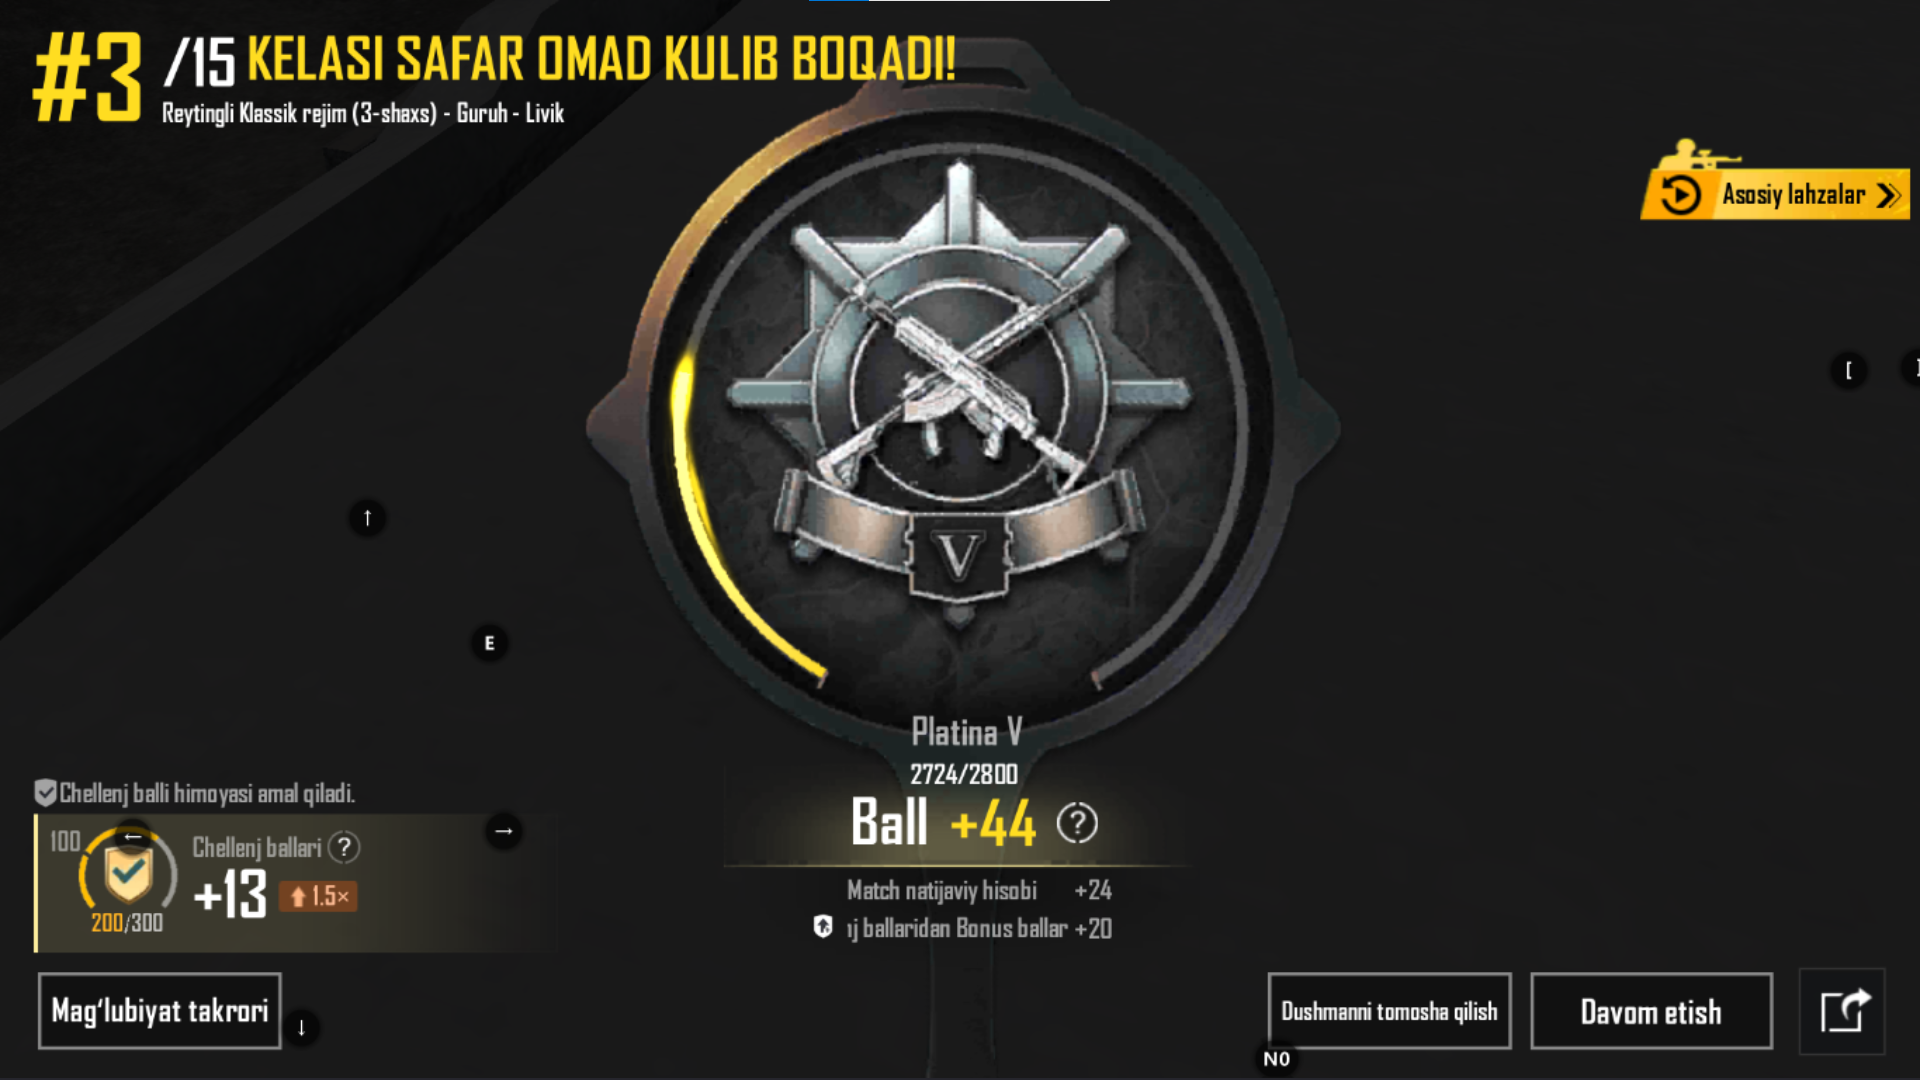 #3 /15 KELASI SAFAR OMAD KULIB BOQADI!
Reytingli Klassik rejim (3-shaxs) - Guruh - Livik
Asosiy lahzalar
[
]
↑
E
V
Platina V
2724/2800
Ball +44 ?
Match natijaviy hisobi +24
ballaridan Bonus ballar +20
Chellenj balli himoyasi amal qiladi.
100
←
→
Chellenj ballari ?
+13 1.5×
200/300
Mag‘lubiyat takrori
↓
Dushmanni tomosha qilish
Davom etish
N0